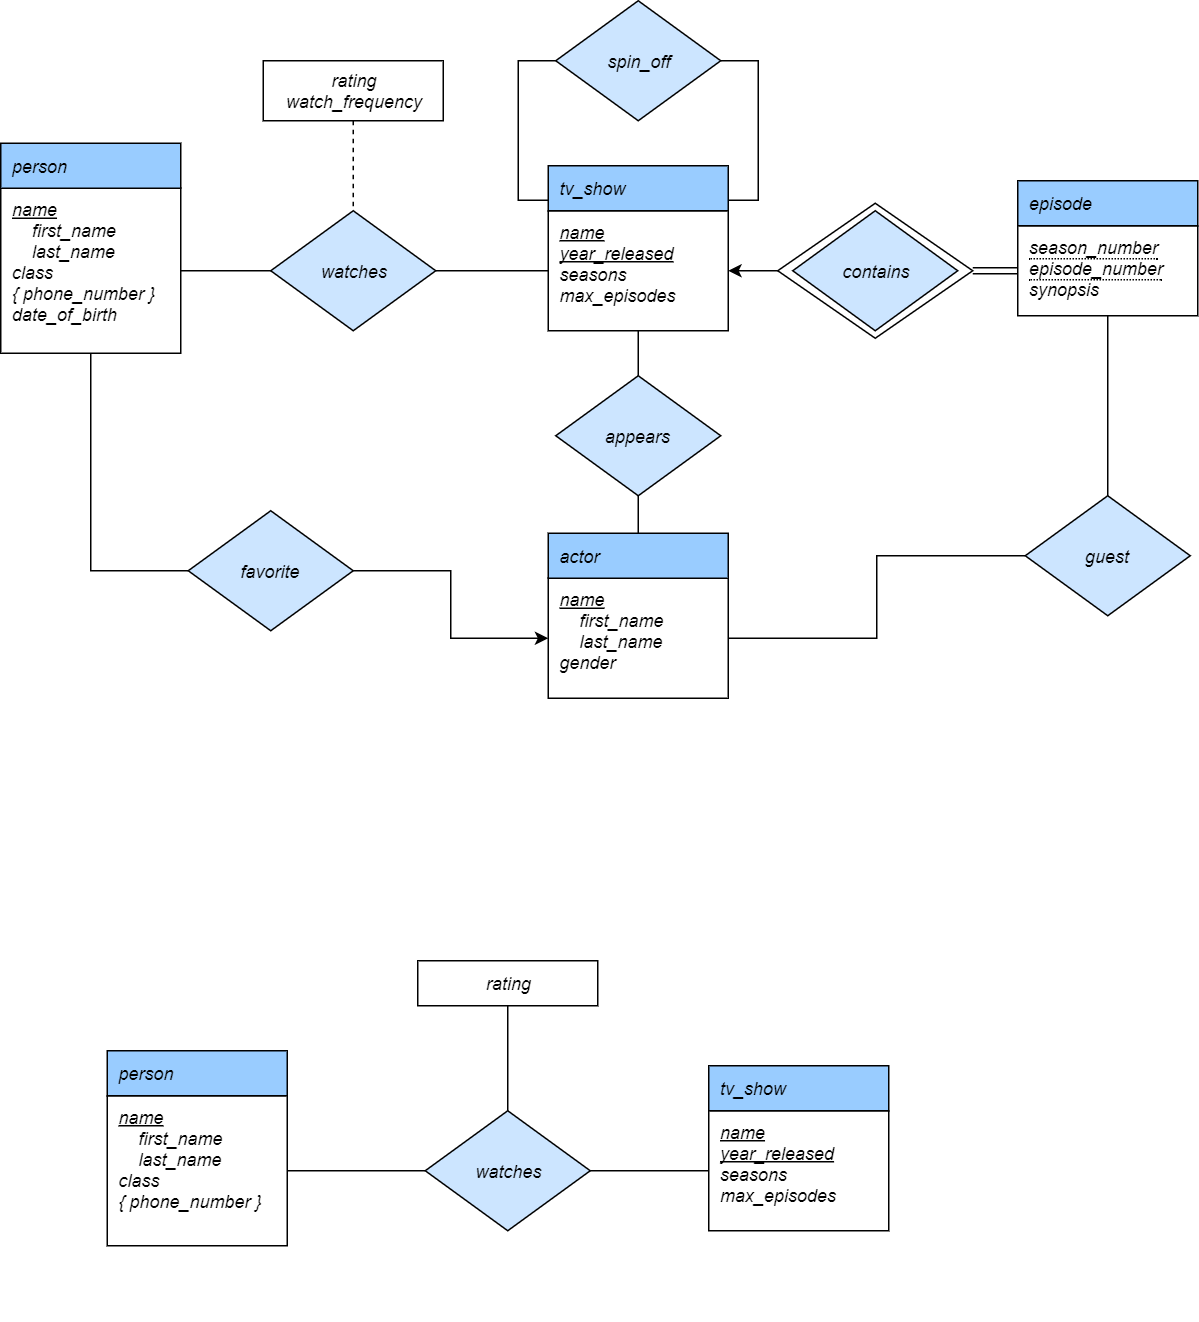 spin_off
rating
watch_frequency
person
name
first_name
last_name
class
{ phone_number }
date_of_birth
watches
tv_show
name
year_released
seasons
max_episodes
contains
episode
season_number
episode_number
synopsis
appears
favorite
actor
name
first_name
last_name
gender
guest
rating
person
name
first_name
last_name
class
{ phone_number }
watches
tv_show
name
year_released
seasons
max_episodes